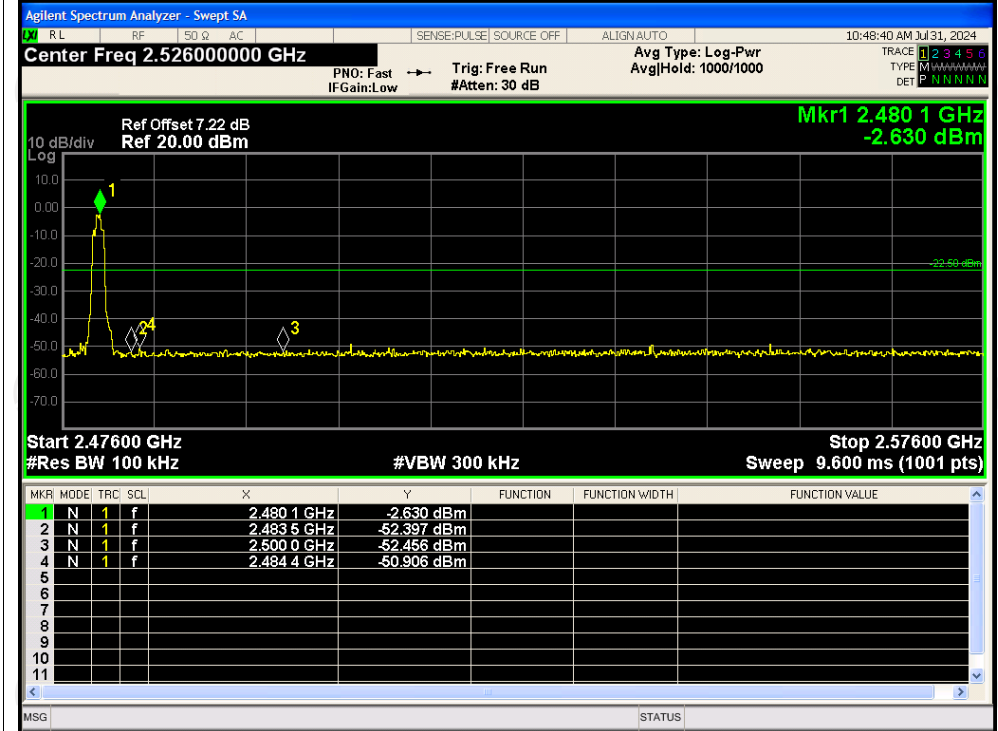 Agilent Spectrum Analyzer - Swept SA
LXI RL RF 50 Ω AC SENSE:PULSE SOURCE OFF ALIGN AUTO 10:48:40 AM Jul 31, 2024
Center Freq 2.526000000 GHz Avg Type: Log-Pwr TRACE 1 2 3 4 5 6
PNO: Fast Trig: Free Run Avg|Hold: 1000/1000 TYPE M
IFGain:Low #Atten: 30 dB DET P N N N N N
Mkr1 2.480 1 GHz
Ref Offset 7.22 dB
10 dB/div Ref 20.00 dBm -2.630 dBm
Log
10.0
1
0.00
-10.0
-20.0 -22.50 dBm
-30.0
-40.0
2 4 3
-50.0
-60.0
-70.0
Start 2.47600 GHz Stop 2.57600 GHz
#Res BW 100 kHz #VBW 300 kHz Sweep 9.600 ms (1001 pts)
MKR MODE TRC SCL X Y FUNCTION FUNCTION WIDTH FUNCTION VALUE
1 N 1 f 2.480 1 GHz -2.630 dBm
2 N 1 f 2.483 5 GHz -52.397 dBm
3 N 1 f 2.500 0 GHz -52.456 dBm
4 N 1 f 2.484 4 GHz -50.906 dBm
5
6
7
8
9
10
11
MSG STATUS